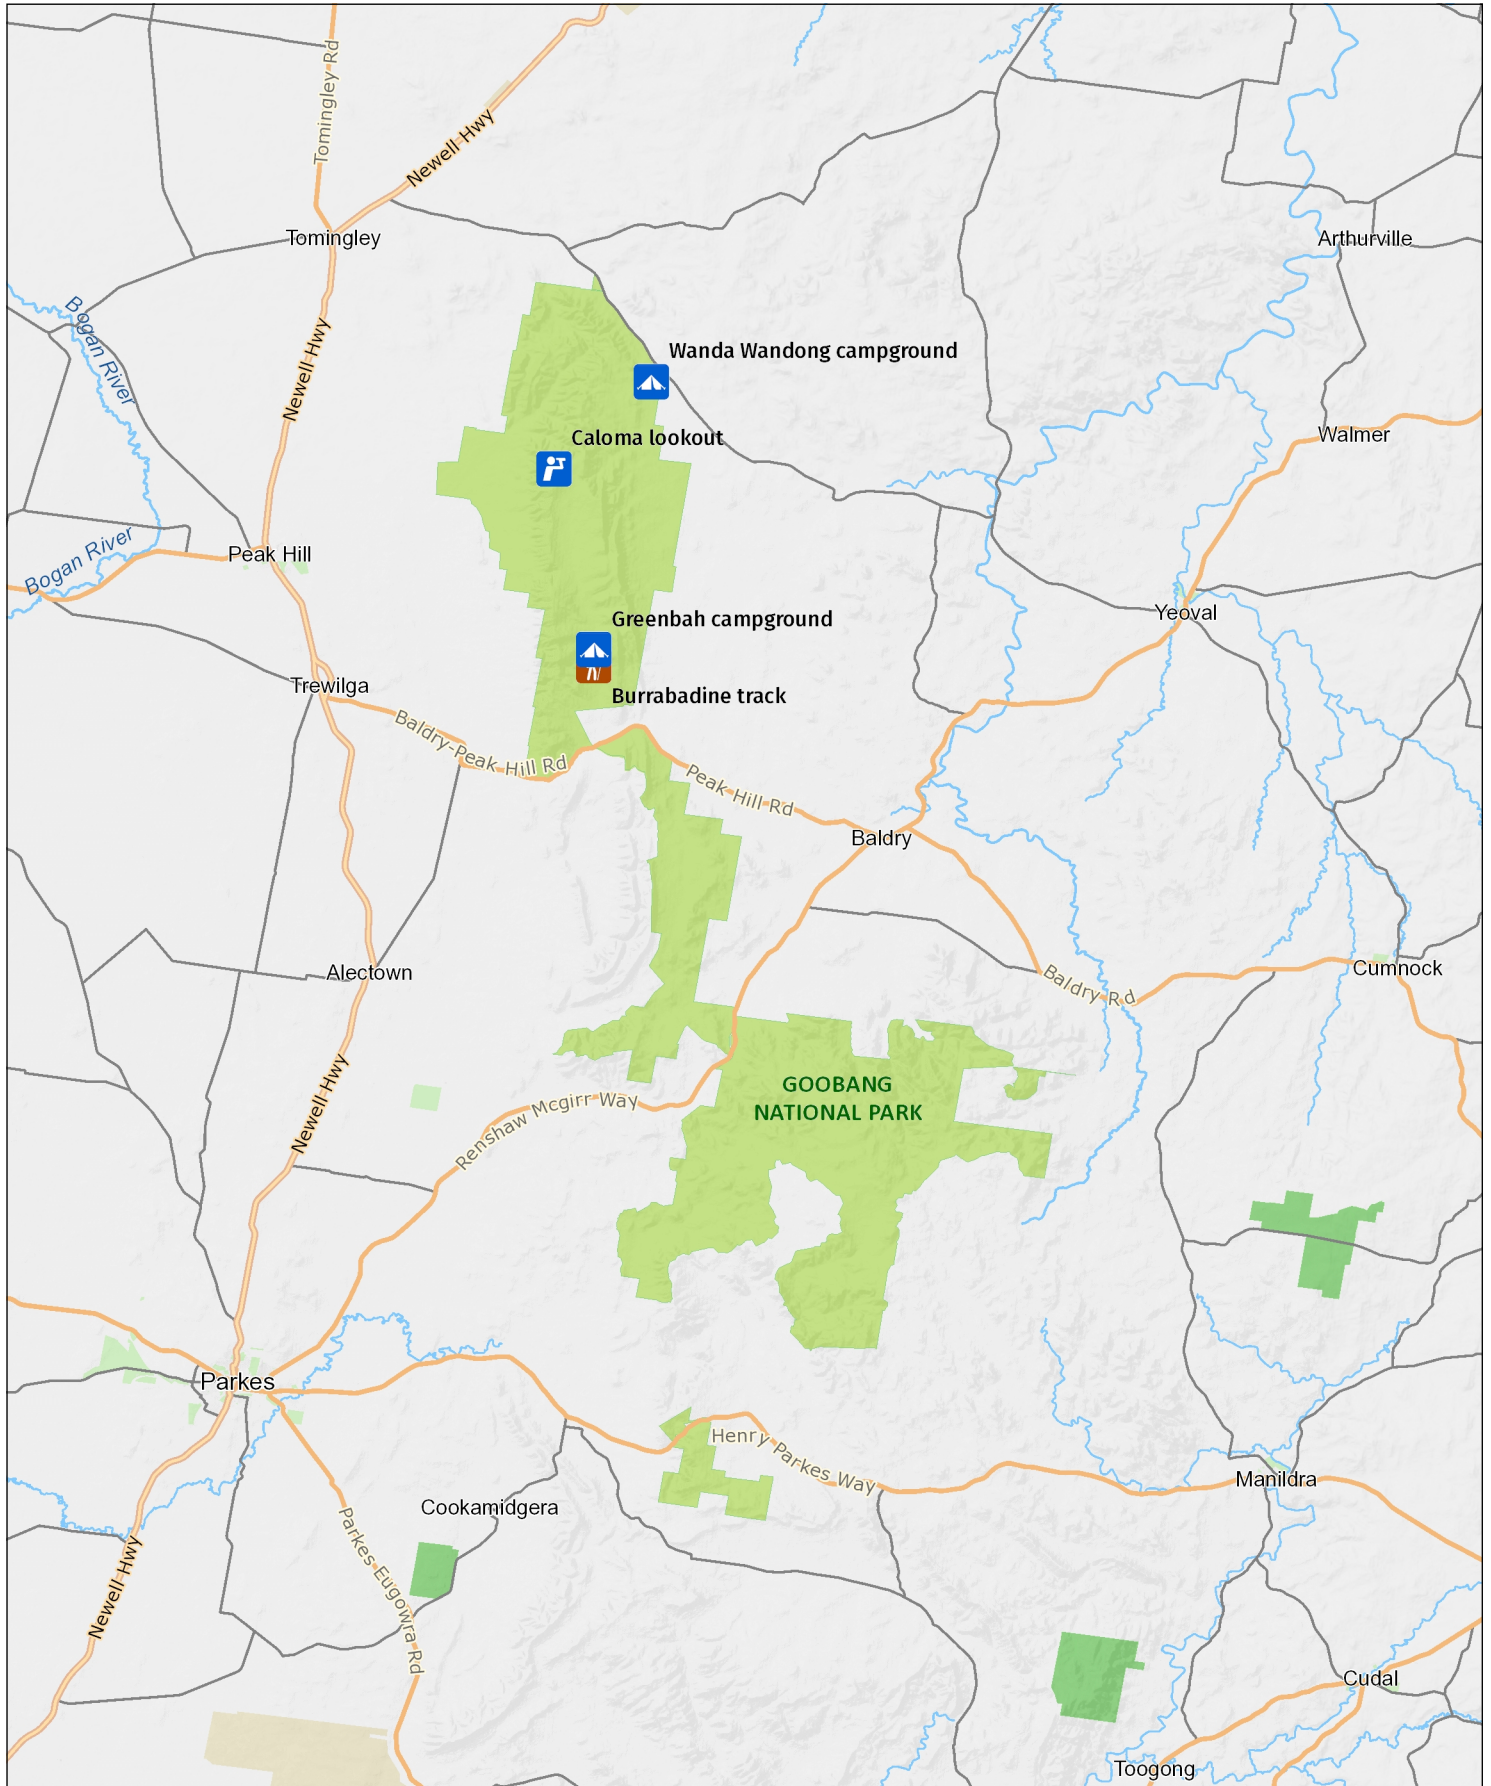 Tomingley Rd
Newell Hwy
Tomingley
Arthurville
Bogan River
Newell Hwy
Wanda Wandong campground
Caloma lookout
Walmer
Bogan River
Peak Hill
Greenbah campground
Yeoval
Trewilga
Burrabadine track
Baldry-Peak Hill Rd
Peak Hill Rd
Baldry
Alectown
Baldry Rd
Cumnock
Newell Hwy
Renshaw Mcgirr Way
GOOBANG
NATIONAL PARK
Parkes
Henry Parkes Way
Manildra
Cookamidgera
Newell Hwy
Parkes Eugowra Rd
Cudal
Toogong